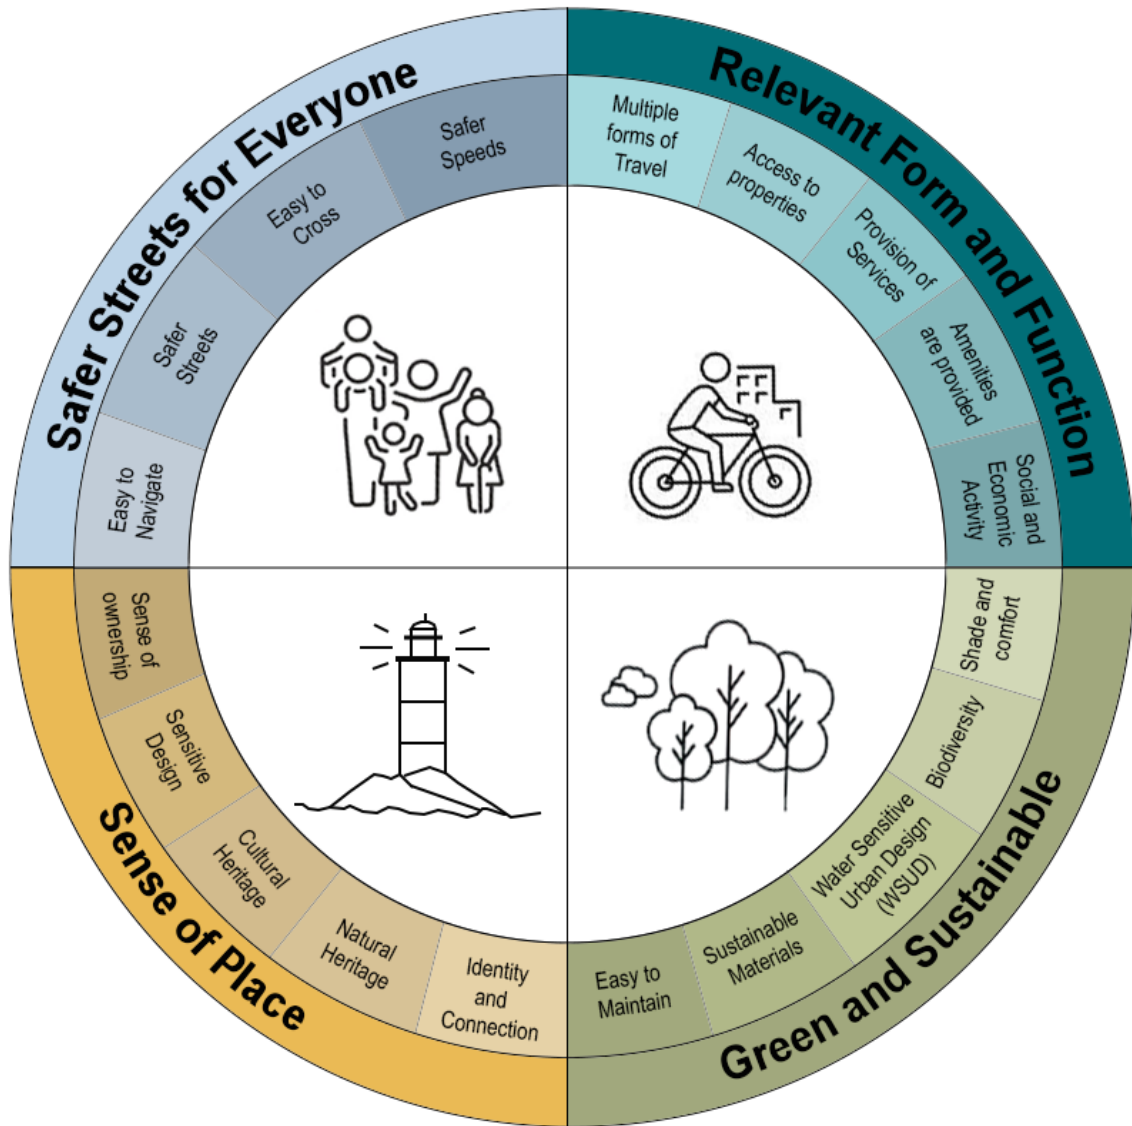 Safer Streets for Everyone
Safer
Speeds
Easy to
Cross
Safer
Streets
Easy to
Navigate
Relevant Form and Function
Multiple
forms of
Travel
Access to
properties
Provision of
Services
Amenities
are provided
Social and
Economic
Activity
Green and Sustainable
Shade and
comfort
Biodiversity
Water Sensitive
Urban Design
(WSUD)
Sustainable
Materials
Easy to
Maintain
Sense of Place
Identity
and
Connection
Natural
Heritage
Cultural
Heritage
Sensitive
Design
Sense of
ownership